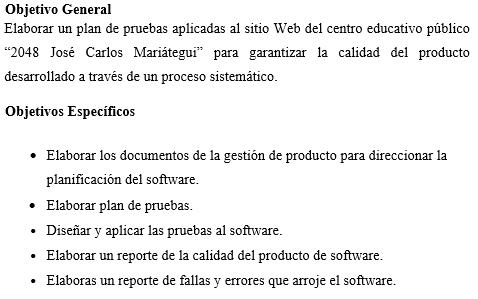 Objetivo General
Elaborar un plan de pruebas aplicadas al sitio Web del centro educativo público
“2048 José Carlos Mariátegui” para garantizar la calidad del producto
desarrollado a través de un proceso sistemático.
Objetivos Específicos
• Elaborar los documentos de la gestión de producto para direccionar la
planificación del software.
• Elaborar plan de pruebas.
• Diseñar y aplicar las pruebas al software.
• Elaborar un reporte de la calidad del producto de software.
• Elaboras un reporte de fallas y errores que arroje el software.